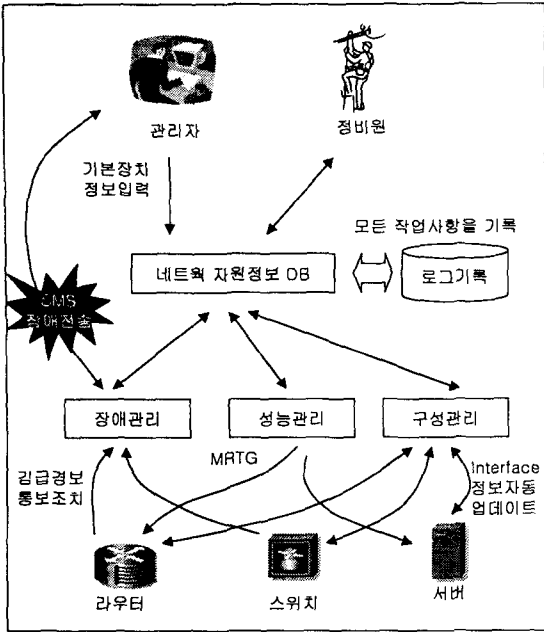 관리자
정비원
기본장치
정보입력
모든 작업사항을 기록
네트웍 자원정보 DB
로그기록
장애전송
장애관리
성능관리
구성관리
MRTG
긴급경보
통보조치
Interface
정보자동
업데이트
라우터
스위치
서버